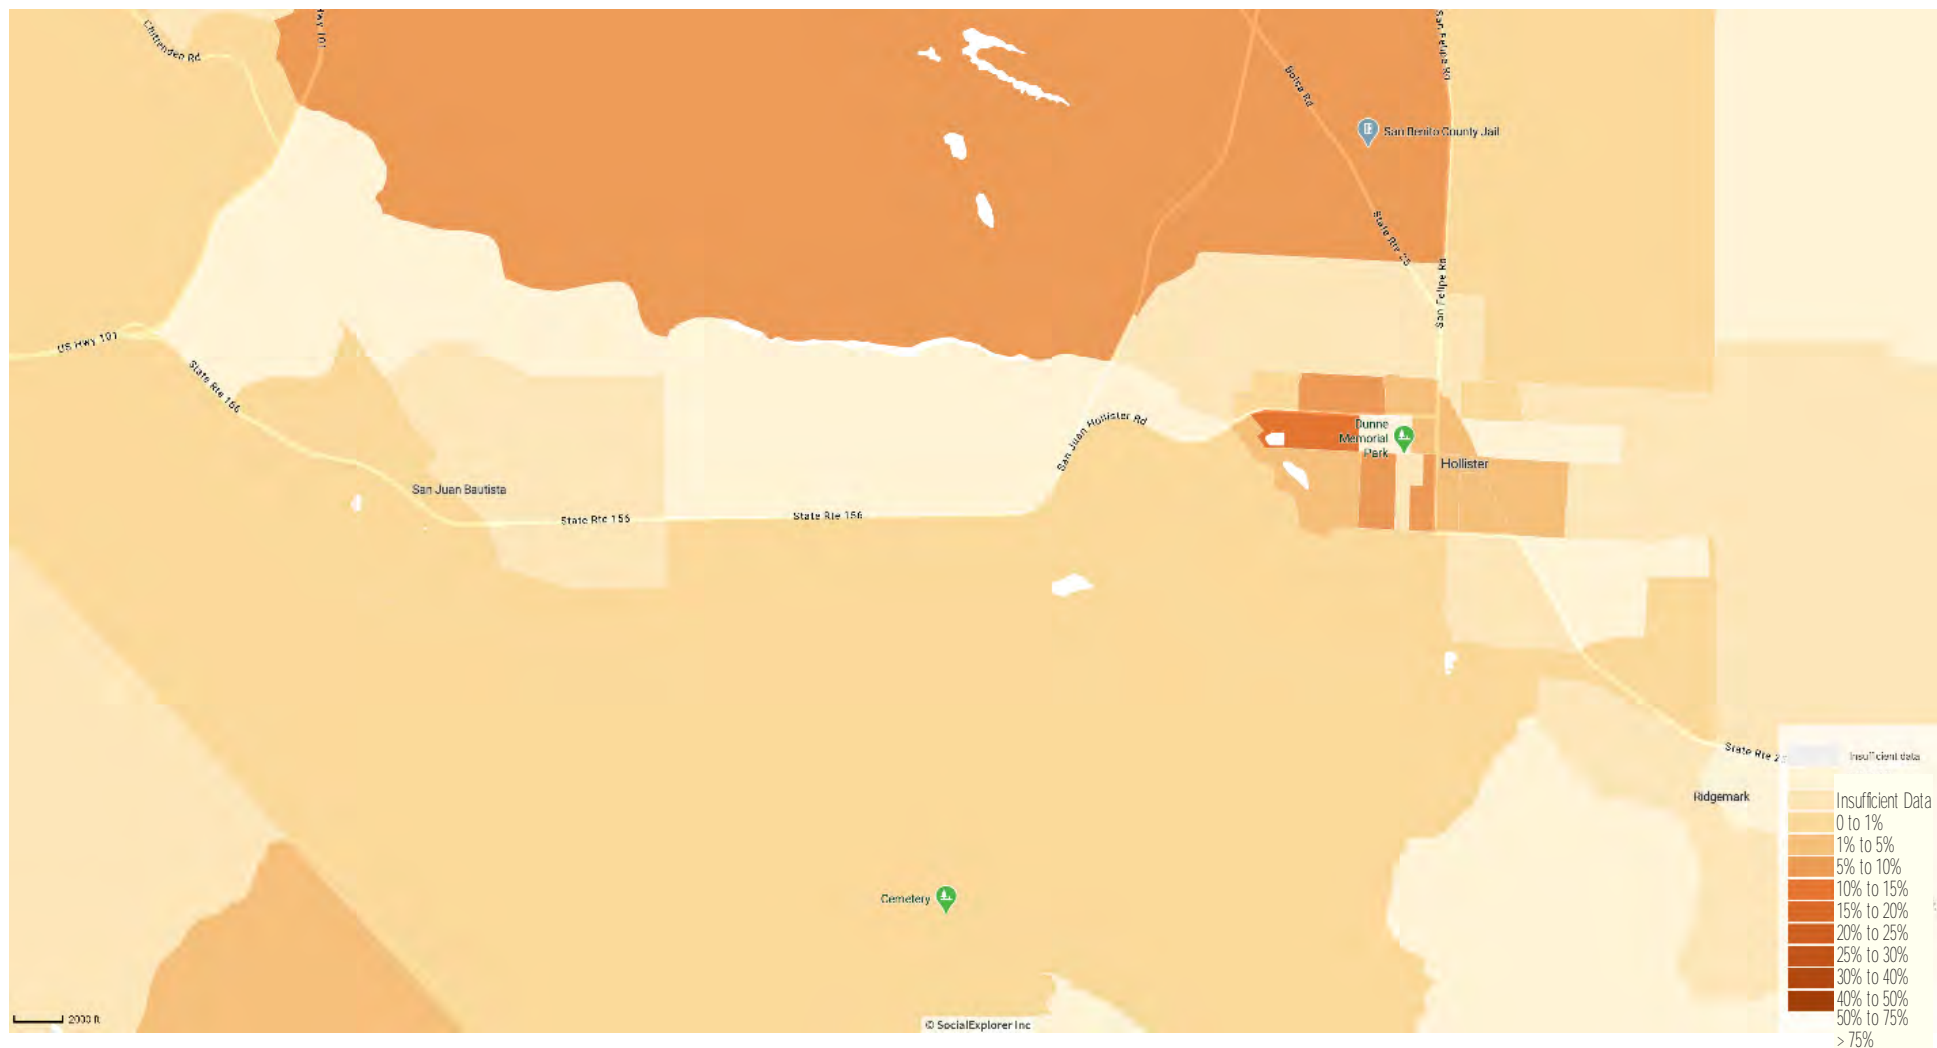 Chittenden Rd
Hwy 101
San Felipe Rd
Bolsa Rd
San Benito County Jail
State Rte 25
San Felipe Rd
US Hwy 101
State Rte 156
San Juan Hollister Rd
Dunne
Memorial
Park
Hollister
San Juan Bautista
State Rte 156
State Rte 156
State Rte 25
Insufficient data
Ridgemark
Insufficient Data
0 to 1%
1% to 5%
5% to 10%
10% to 15%
15% to 20%
20% to 25%
25% to 30%
30% to 40%
40% to 50%
50% to 75%
> 75%
Cemetery
2000 ft
© SocialExplorer Inc